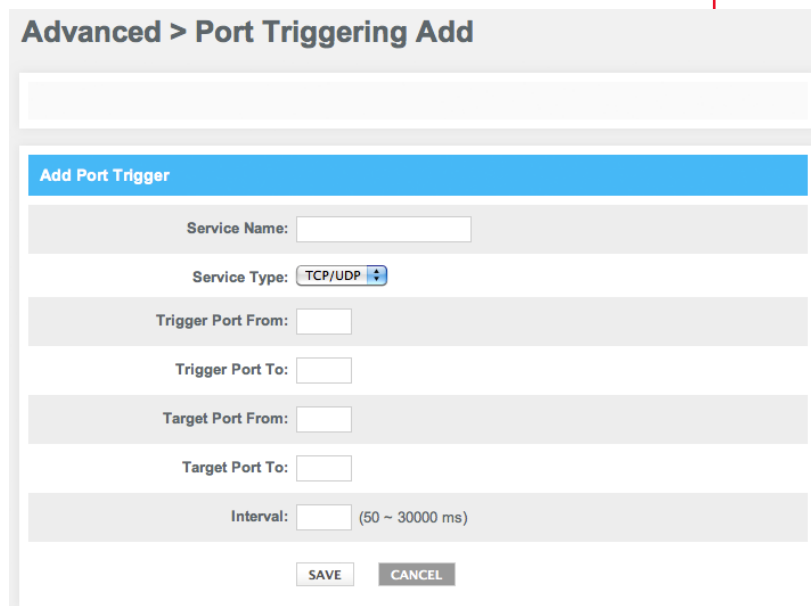 Advanced > Port Triggering Add
Add Port Trigger
Service Name:
Service Type: TCP/UDP
Trigger Port From:
Trigger Port To:
Target Port From:
Target Port To:
Interval: (50 ~ 30000 ms)
SAVE CANCEL